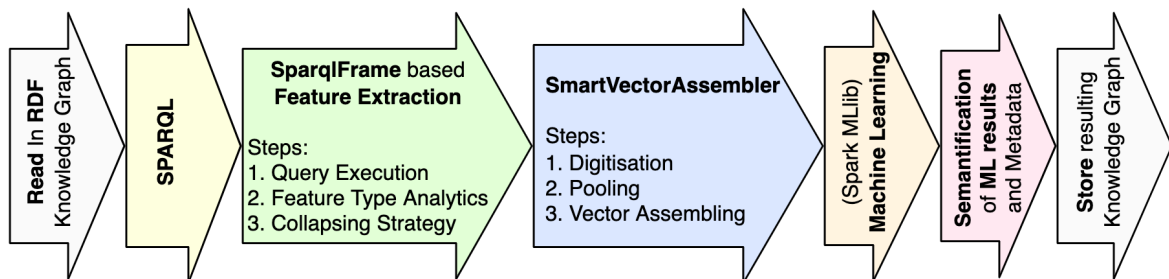 Read In RDF
Knowledge Graph
SPARQL
SparqlFrame based
Feature Extraction
Steps:
1. Query Execution
2. Feature Type Analytics
3. Collapsing Strategy
SmartVectorAssembler
Steps:
1. Digitisation
2. Pooling
3. Vector Assembling
(Spark MLlib)
Machine Learning
Semantification
of ML results
and Metadata
Store resulting
Knowledge Graph